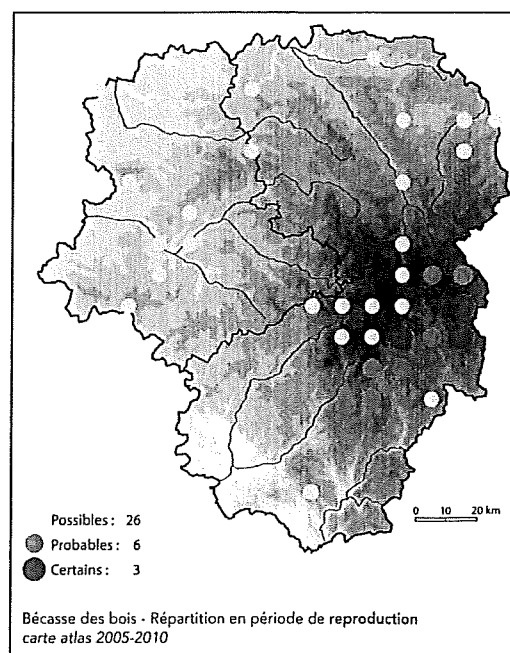 0 10 20 km
Possibles : 26
Probables : 6
Certains : 3
Bécasse des bois - Répartition en période de reproduction
carte atlas 2005-2010